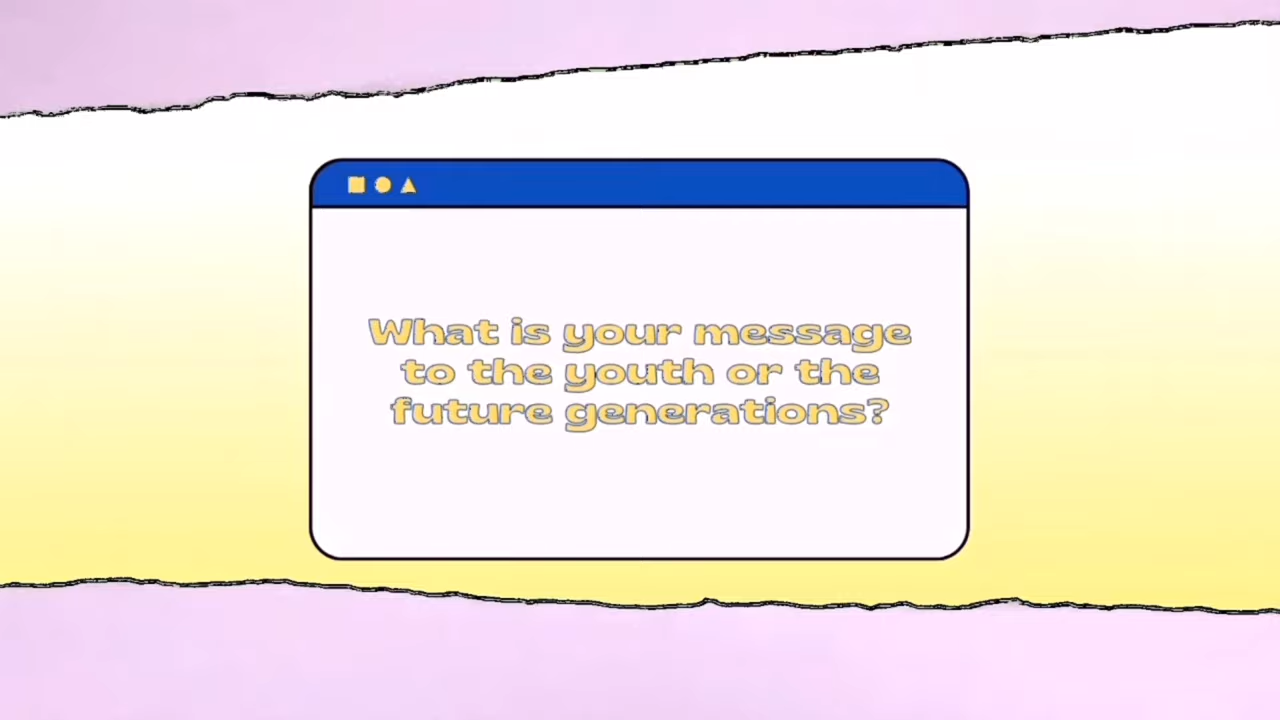 What is your message
to the youth or the
future generations?